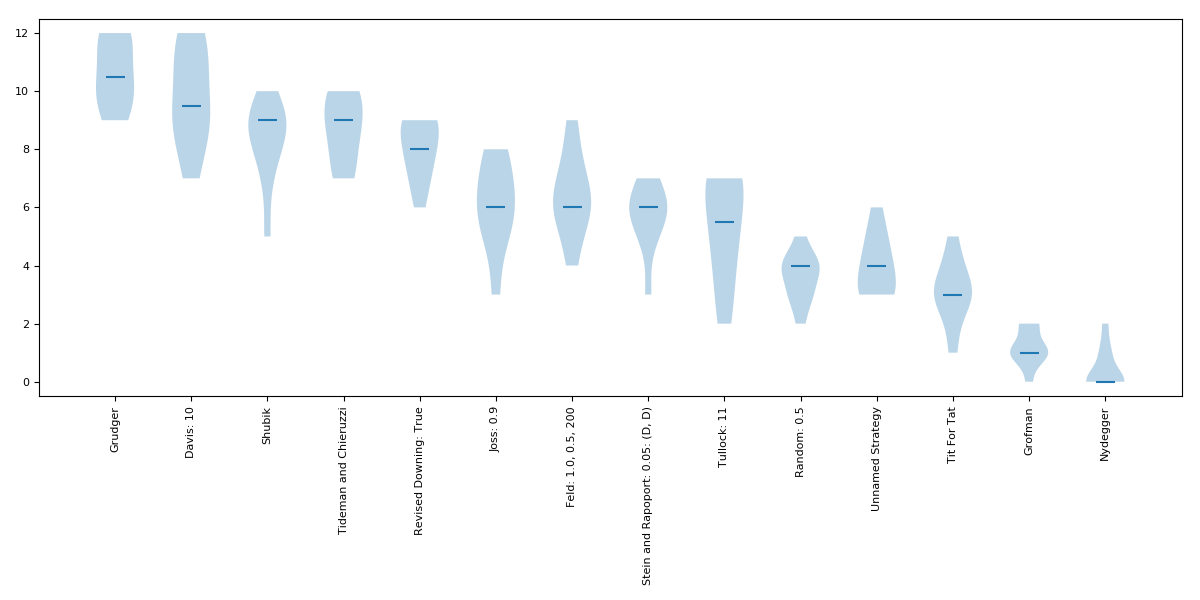 12
10
8
6
4
2
0
Grudger
Davis: 10
Shubik
Tideman and Chieruzzi
Revised Downing: True
Joss: 0.9
Feld: 1.0, 0.5, 200
Stein and Rapoport: 0.05: (D, D)
Tullock: 11
Random: 0.5
Unnamed Strategy
Tit For Tat
Grofman
Nydegger